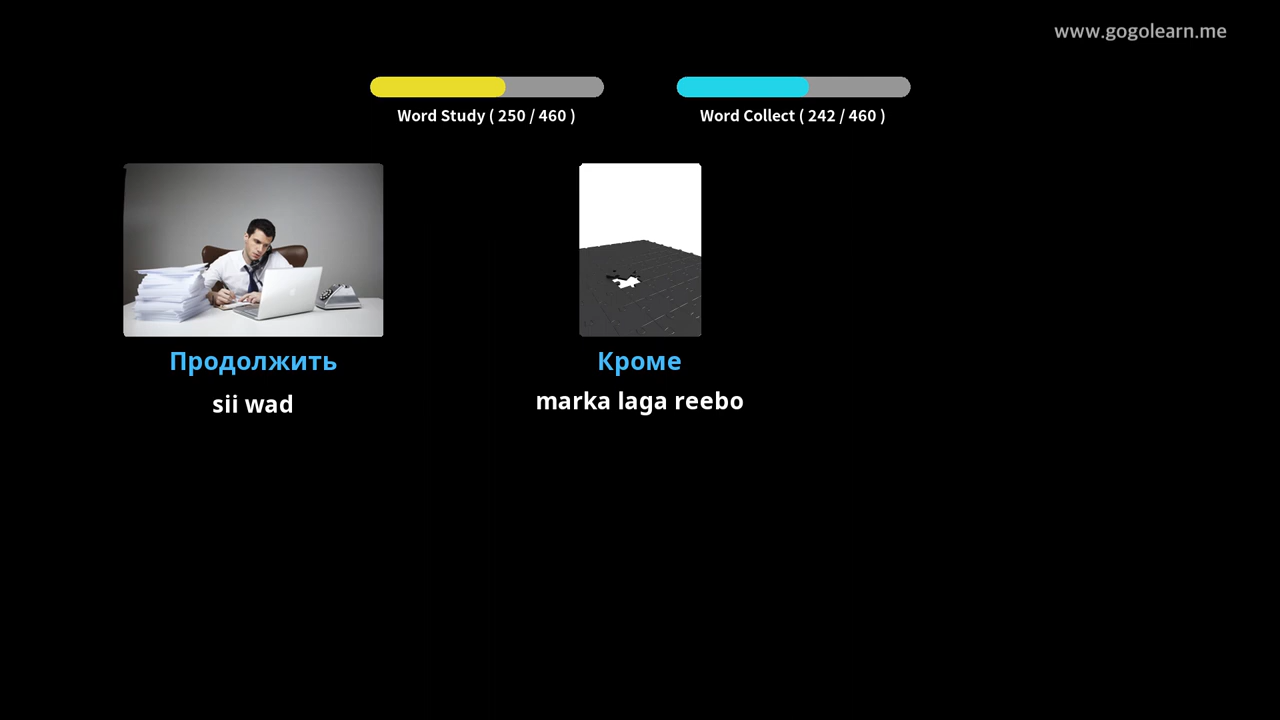 www.gogolearn.me
Word Study ( 250 / 460 )
Word Collect ( 242 / 460 )
Продолжить
sii wad
Кроме
marka laga reebo